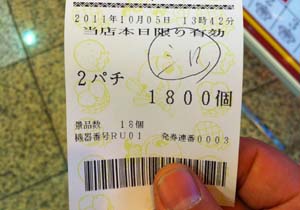 2011年10月05日 13時42分
当店本日限り有効
2パチ
1800個
景品数 18個
機器番号RU01 発券連番0003